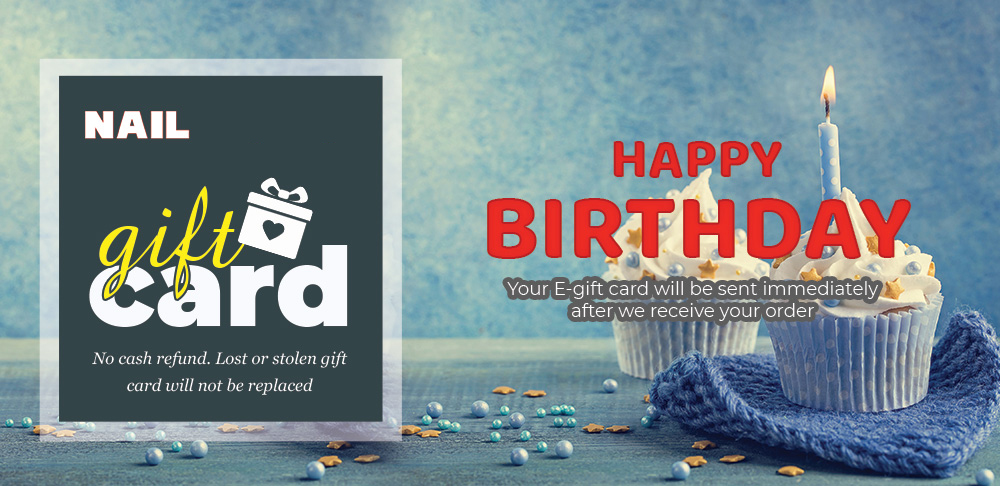 NAIL
gift
card
No cash refund. Lost or stolen gift
card will not be replaced
HAPPY
BIRTHDAY
Your E-gift card will be sent immediately
after we receive your order